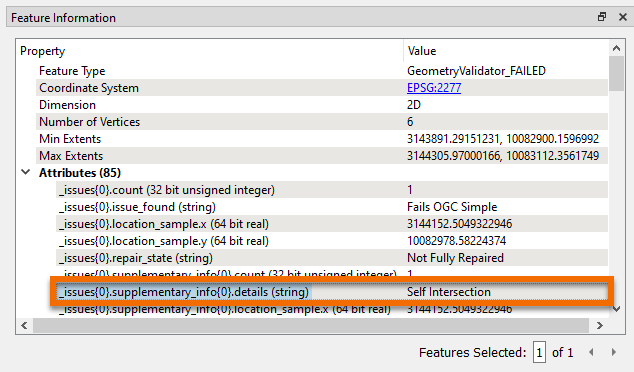 Feature Information
Property Value
Feature Type GeometryValidator_FAILED
Coordinate System EPSG:2277
Dimension 2D
Number of Vertices 6
Min Extents 3143891.29151231, 10082900.1596992
Max Extents 3144305.97000166, 10083112.3561749
Attributes (85)
_issues{0}.count (32 bit unsigned integer) 1
_issues{0}.issue_found (string) Fails OGC Simple
_issues{0}.location_sample.x (64 bit real) 3144152.5049322946
_issues{0}.location_sample.y (64 bit real) 10082978.58224374
_issues{0}.repair_state (string) Not Fully Repaired
_issues{0}.supplementary_info{0}.count (32 bit unsigned integer) 1
_issues{0}.supplementary_info{0}.details (string) Self Intersection
_issues{0}.supplementary_info{0}.location_sample.x (64 bit real) 3144152.5049322946
Features Selected: 1 of 1